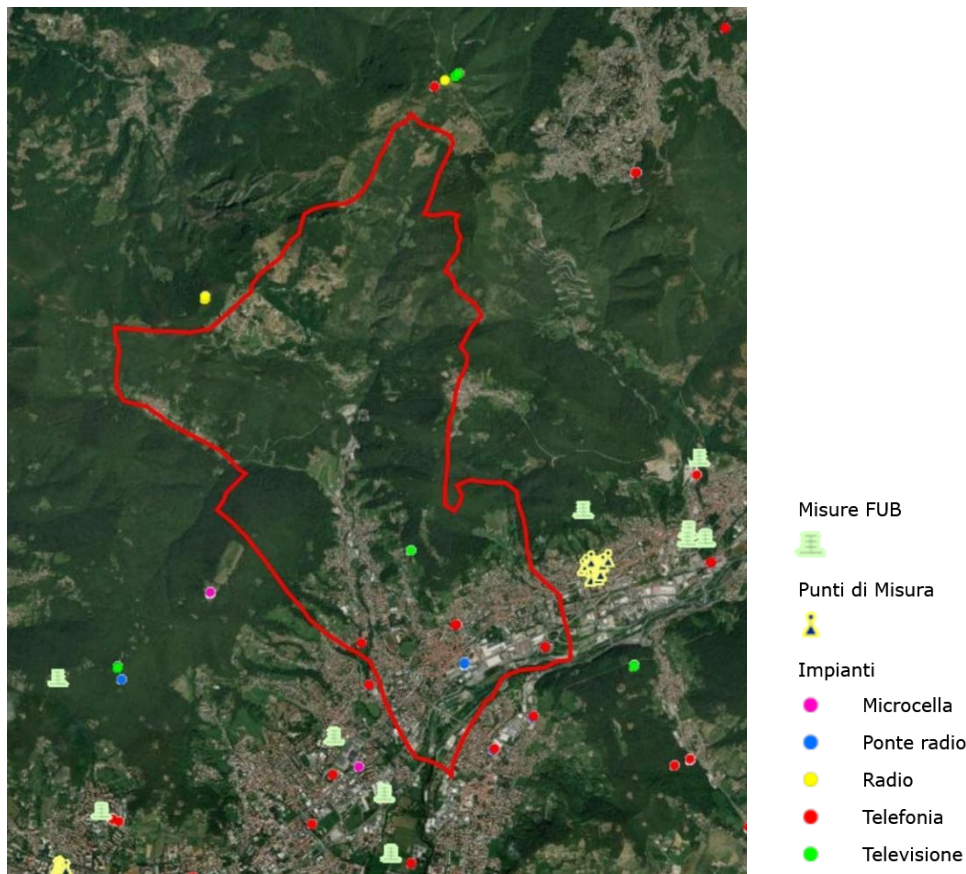 Misure FUB
Punti di Misura
Impianti
Microcella
Ponte radio
Radio
Telefonia
Televisione